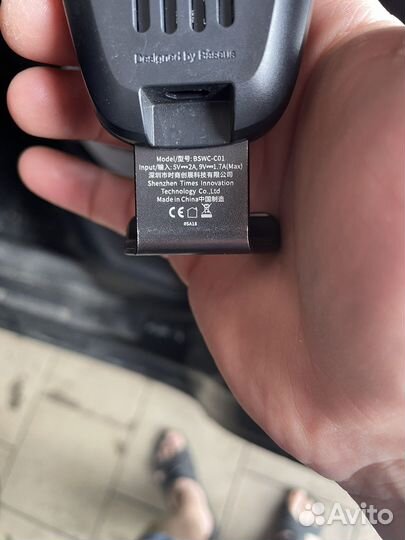 Designed by Baseus
Model/型号: BSWC-C01
Input/输入: 5V⎓2A, 9V⎓1.7A(Max)
深圳市时商创展科技有限公司
Shenzhen Times Innovation
Technology Co.,Ltd
Made in China中国制造
CE
8SA18
Avito